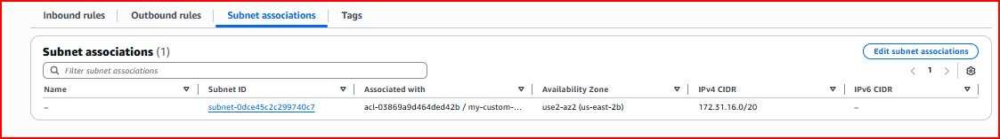 Inbound rules Outbound rules Subnet associations Tags
Subnet associations (1) Edit subnet associations
Filter subnet associations 1
Name Subnet ID Associated with Availability Zone IPv4 CIDR IPv6 CIDR
– subnet-0dce45c2c299740c7 acl-03869a9d464ded42b / my-custom-... use2-az2 (us-east-2b) 172.31.16.0/20 –